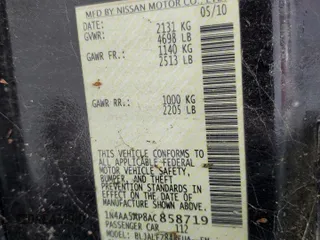 MFD BY NISSAN MOTOR CO.,
DATE: 05/10
GVWR: 2131 KG
4698 LB
GAWR FR.: 1140 KG
2513 LB
GAWR RR.: 1000 KG
2205 LB
THIS VEHICLE CONFORMS TO
ALL APPLICABLE FEDERAL
MOTOR VEHICLE SAFETY,
BUMPER, AND THEFT
PREVENTION STANDARDS IN
EFFECT ON THE DATE OF
MANUFACTURE SHOWN ABOVE.
858719
PASSENGER CAR 112
MODEL: